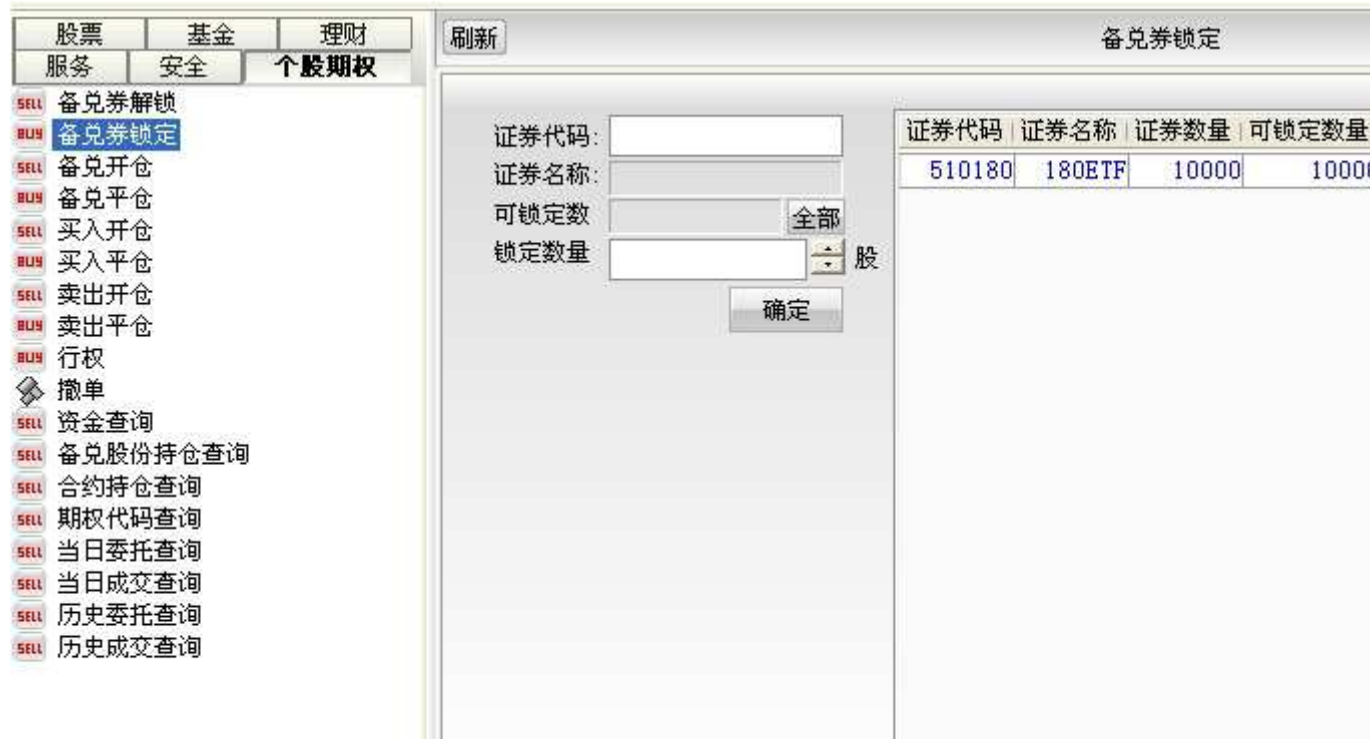 股票 基金 理财
服务 安全 个股期权
SELL 备兑券解锁
BUY 备兑券锁定
SELL 备兑开仓
BUY 备兑平仓
SELL 买入开仓
BUY 买入平仓
SELL 卖出开仓
BUY 卖出平仓
BUY 行权
撤单
SELL 资金查询
SELL 备兑股份持仓查询
SELL 合约持仓查询
SELL 期权代码查询
SELL 当日委托查询
SELL 当日成交查询
SELL 历史委托查询
SELL 历史成交查询
刷新 备兑券锁定
证券代码:
证券名称:
可锁定数 全部
锁定数量 股
确定
证券代码 证券名称 证券数量 可锁定数量
510180 180ETF 10000 10000